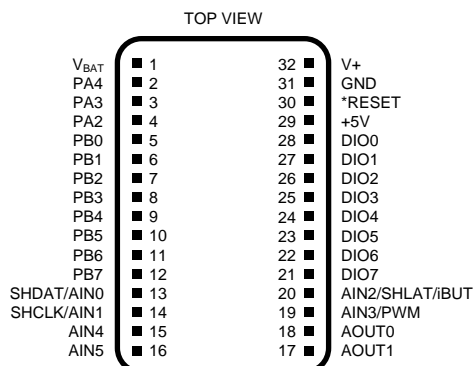 TOP VIEW
VBAT 1 32 V+
PA4 2 31 GND
PA3 3 30 *RESET
PA2 4 29 +5V
PB0 5 28 DIO0
PB1 6 27 DIO1
PB2 7 26 DIO2
PB3 8 25 DIO3
PB4 9 24 DIO4
PB5 10 23 DIO5
PB6 11 22 DIO6
PB7 12 21 DIO7
SHDAT/AIN0 13 20 AIN2/SHLAT/iBUT
SHCLK/AIN1 14 19 AIN3/PWM
AIN4 15 18 AOUT0
AIN5 16 17 AOUT1